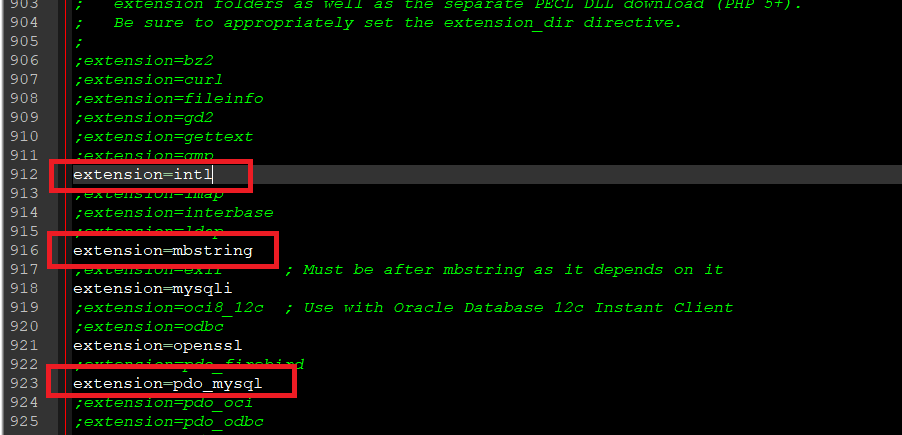 903 ; extension folders as well as the separate PECL DLL download (PHP 5+).
904 ; Be sure to appropriately set the extension_dir directive.
905 ;
906 ;extension=bz2
907 ;extension=curl
908 ;extension=fileinfo
909 ;extension=gd2
910 ;extension=gettext
911 ;extension=gmp
912 extension=intl
913 ;extension=imap
914 ;extension=interbase
915 ;extension=ldap
916 extension=mbstring
917 ;extension=exif ; Must be after mbstring as it depends on it
918 extension=mysqli
919 ;extension=oci8_12c ; Use with Oracle Database 12c Instant Client
920 ;extension=odbc
921 extension=openssl
922 ;extension=pdo_firebird
923 extension=pdo_mysql
924 ;extension=pdo_oci
925 ;extension=pdo_odbc